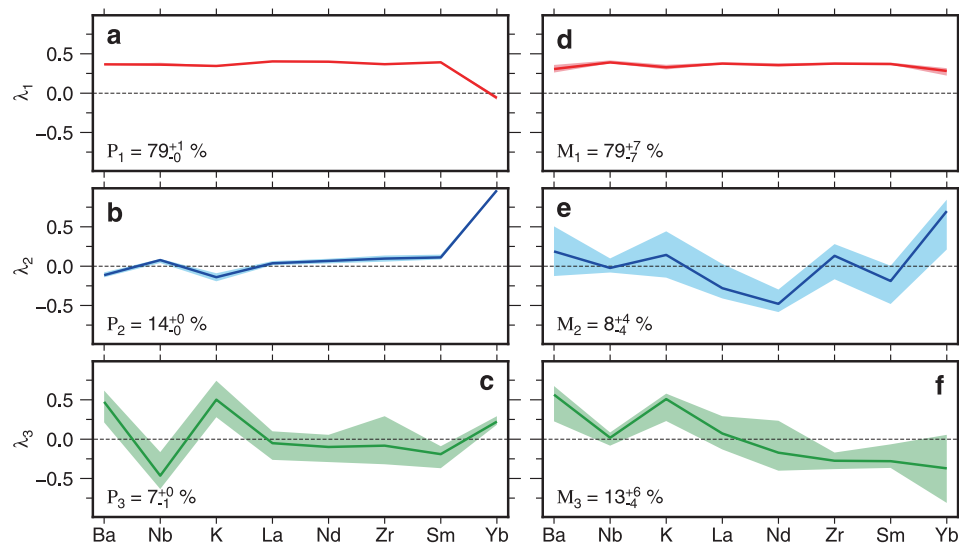 a
0.5
0.0
−0.5
λ1
P1 = 79+1-0 %
d
M1 = 79+7-7 %
b
0.5
0.0
−0.5
λ2
P2 = 14+0-0 %
e
M2 = 8+4-4 %
c
0.5
0.0
−0.5
λ3
P3 = 7+0-1 %
f
M3 = 13+6-4 %
Ba Nb K La Nd Zr Sm Yb
Ba Nb K La Nd Zr Sm Yb